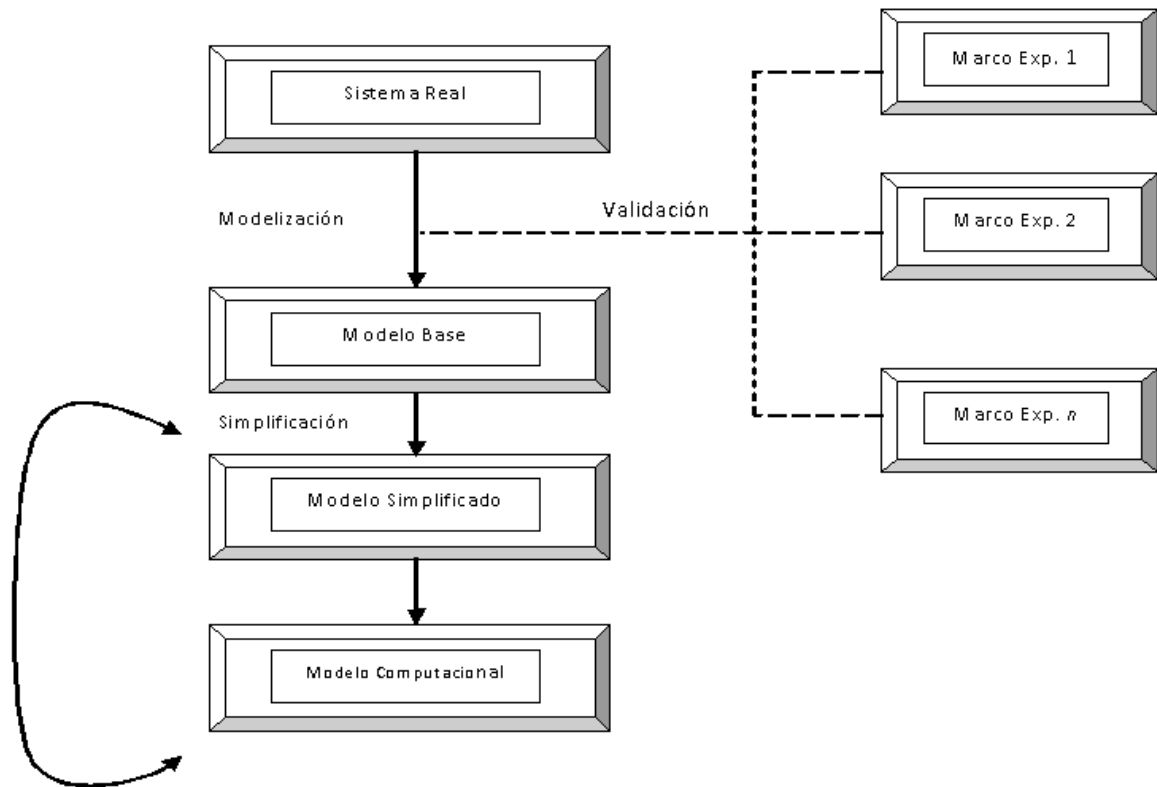 Marco Exp. 1
Sistema Real
Modelización
Validación
Marco Exp. 2
Modelo Base
Simplificación
Marco Exp. n
Modelo Simplificado
Modelo Computacional